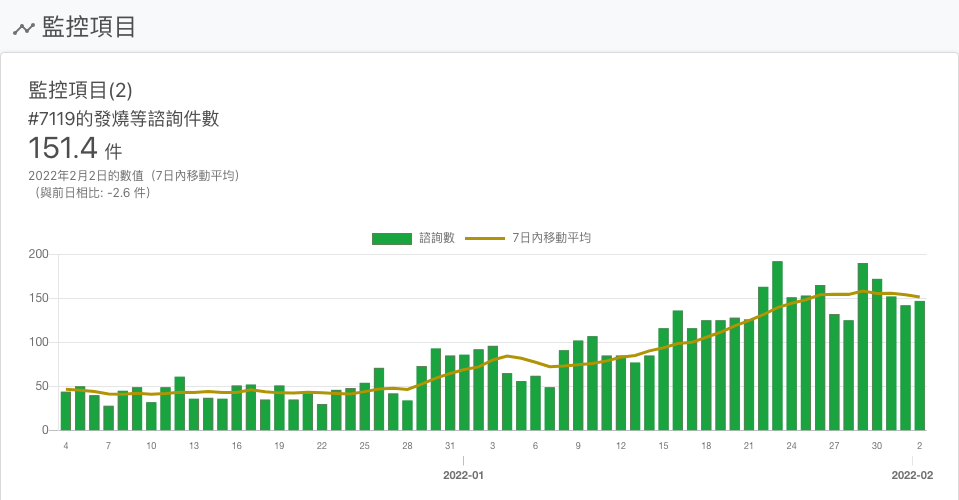 監控項目
監控項目(2)
#7119的發燒等諮詢件數
151.4 件
2022年2月2日的數值（7日內移動平均）
（與前日相比: -2.6 件）
諮詢數 7日內移動平均
200
150
100
50
0
4 7 10 13 16 19 22 25 28 31 3 6 9 12 15 18 21 24 27 30 2
2022-01 2022-02